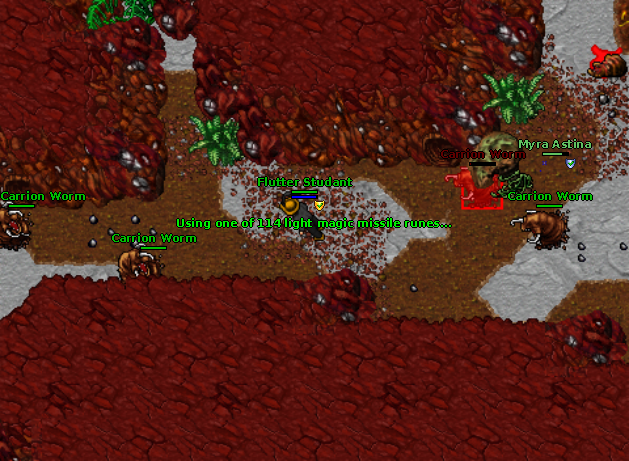 Myra Astina
Carrion Worm
Flutter Studant
Carrion Worm
Carrion Worm
Using one of 114 light magic missile runes...
Carrion Worm